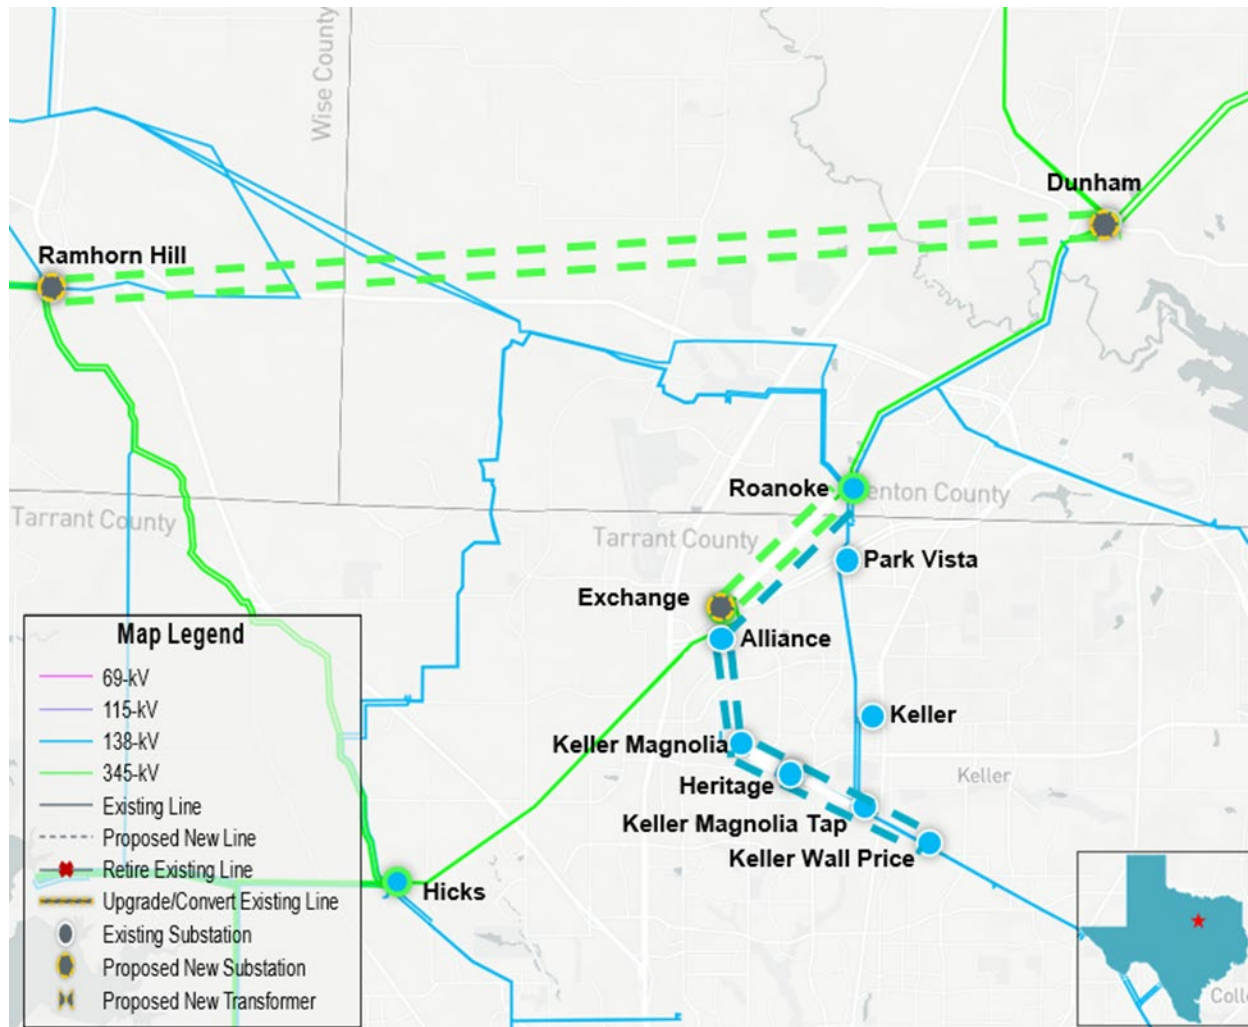 Wise County
Dunham
Ramhorn Hill
Roanoke
enton County
Tarrant County
Tarrant County
Park Vista
Exchange
Alliance
Keller
Keller Magnolia
Heritage
Keller
Keller Magnolia Tap
Keller Wall Price
Hicks
Map Legend
69-kV
115-kV
138-kV
345-kV
Existing Line
Proposed New Line
Retire Existing Line
Upgrade/Convert Existing Line
Existing Substation
Proposed New Substation
Proposed New Transformer
Colle